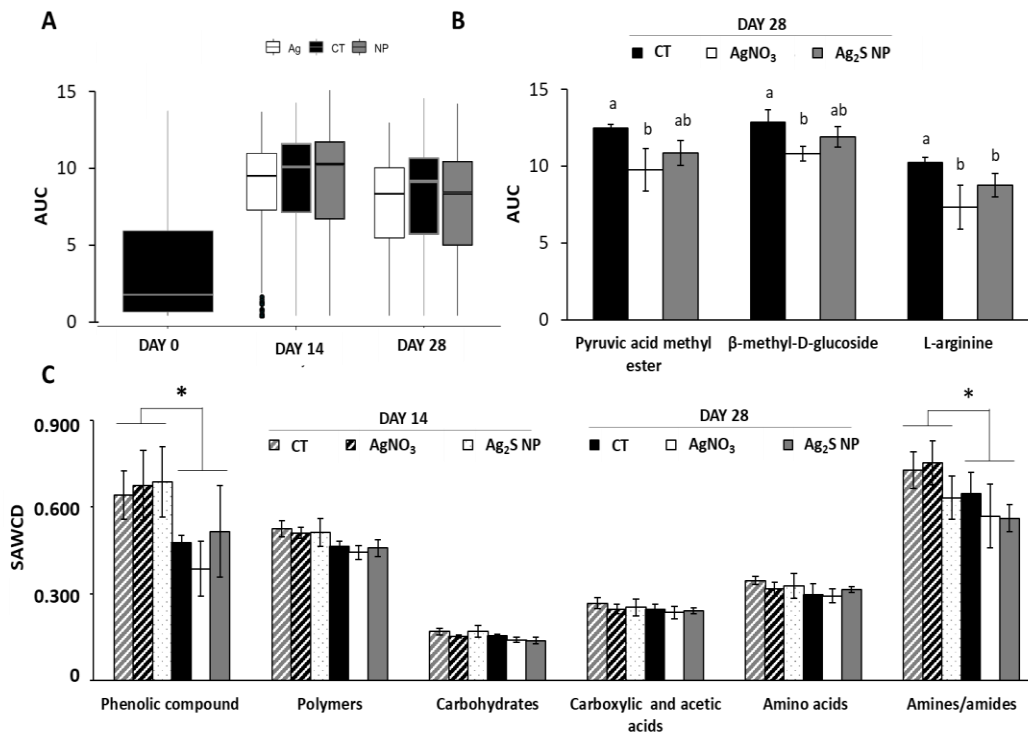 A
Ag CT NP
AUC
15
10
5
0
DAY 0
DAY 14
DAY 28
B
DAY 28
CT AgNO₃ Ag₂S NP
AUC
15
10
5
0
a b ab
a b ab
a b b
Pyruvic acid methyl
ester
β-methyl-D-glucoside
L-arginine
C
DAY 14
CT AgNO₃ Ag₂S NP
DAY 28
CT AgNO₃ Ag₂S NP
*
*
SAWCD
0.900
0.600
0.300
0.000
Phenolic compound
Polymers
Carbohydrates
Carboxylic and acetic
acids
Amino acids
Amines/amides